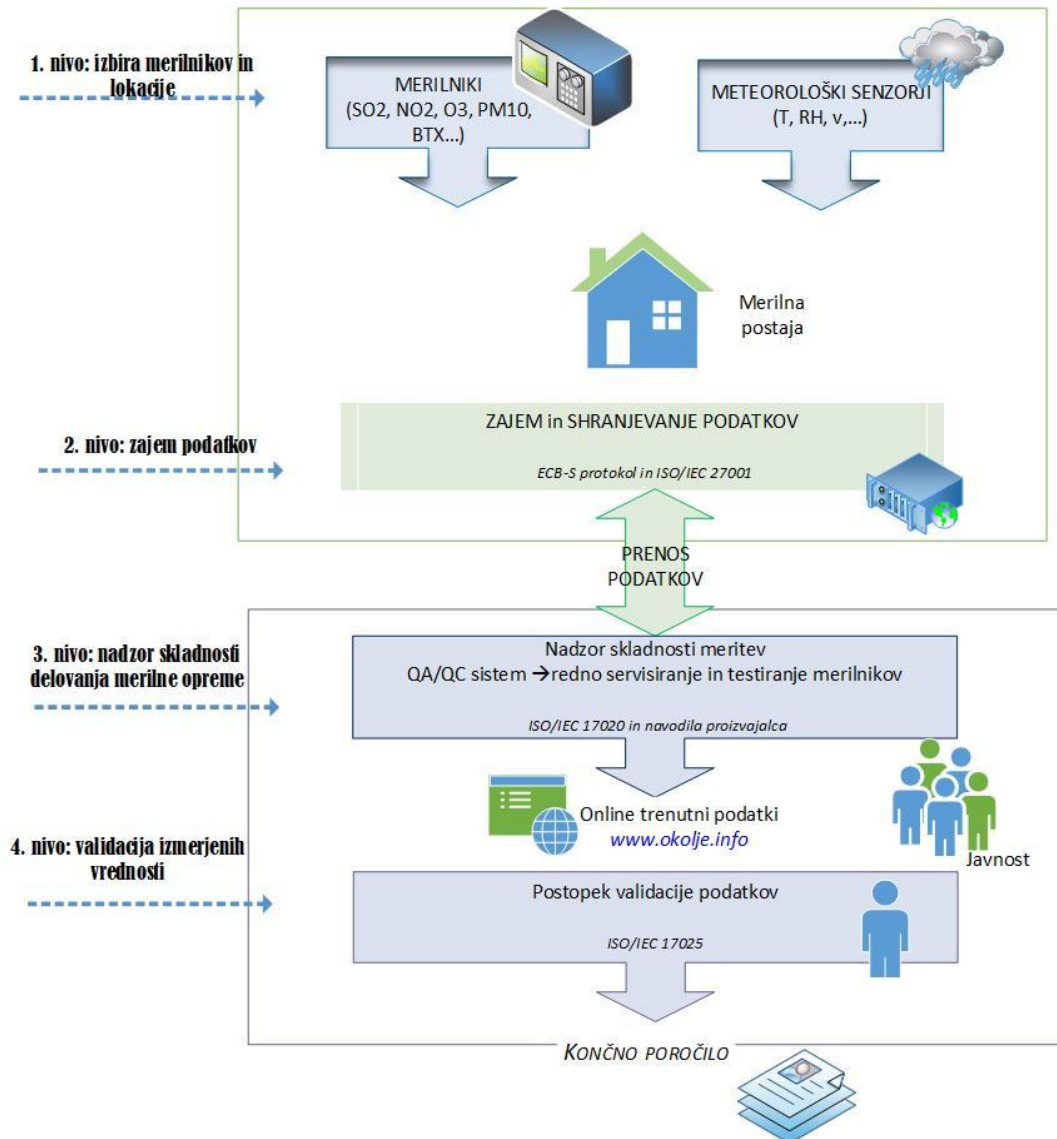 1. nivo: izbira merilnikov in
lokacije
MERILNIKI
(SO2, NO2, O3, PM10,
BTX...)
METEOROLOŠKI SENZORJI
(T, RH, v,...)
Merilna
postaja
2. nivo: zajem podatkov
ZAJEM in SHRANJEVANJE PODATKOV
ECB-S protokol in ISO/IEC 27001
PRENOS
PODATKOV
3. nivo: nadzor skladnosti
delovanja merilne opreme
Nadzor skladnosti meritev
QA/QC sistem →redno servisiranje in testiranje merilnikov
ISO/IEC 17020 in navodila proizvajalca
Online trenutni podatki
www.okolje.info
Javnost
4. nivo: validacija izmerjenih
vrednosti
Postopek validacije podatkov
ISO/IEC 17025
KONČNO POROČILO